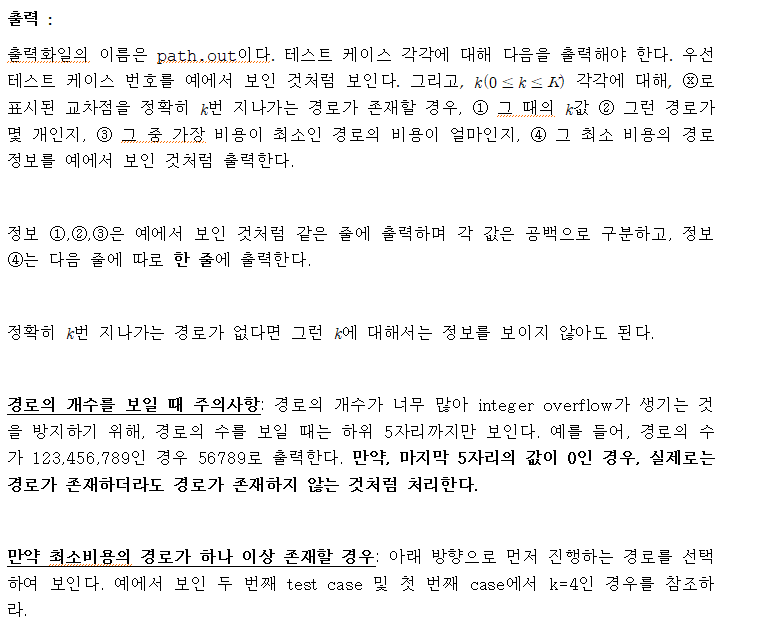 출력 :
출력화일의 이름은 path.out이다. 테스트 케이스 각각에 대해 다음을 출력해야 한다. 우선
테스트 케이스 번호를 예에서 보인 것처럼 보인다. 그리고, k(0≤k≤K) 각각에 대해, ⓧ로
표시된 교차점을 정확히 k번 지나가는 경로가 존재할 경우, ① 그 때의 k값 ② 그런 경로가
몇 개인지, ③ 그 중 가장 비용이 최소인 경로의 비용이 얼마인지, ④ 그 최소 비용의 경로
정보를 예에서 보인 것처럼 출력한다.
정보 ①,②,③은 예에서 보인 것처럼 같은 줄에 출력하며 각 값은 공백으로 구분하고, 정보
④는 다음 줄에 따로 한 줄에 출력한다.
정확히 k번 지나가는 경로가 없다면 그런 k에 대해서는 정보를 보이지 않아도 된다.
경로의 개수를 보일 때 주의사항: 경로의 개수가 너무 많아 integer overflow가 생기는 것
을 방지하기 위해, 경로의 수를 보일 때는 하위 5자리까지만 보인다. 예를 들어, 경로의 수
가 123,456,789인 경우 56789로 출력한다. 만약, 마지막 5자리의 값이 0인 경우, 실제로는
경로가 존재하더라도 경로가 존재하지 않는 것처럼 처리한다.
만약 최소비용의 경로가 하나 이상 존재할 경우: 아래 방향으로 먼저 진행하는 경로를 선택
하여 보인다. 예에서 보인 두 번째 test case 및 첫 번째 case에서 k=4인 경우를 참조하
라.